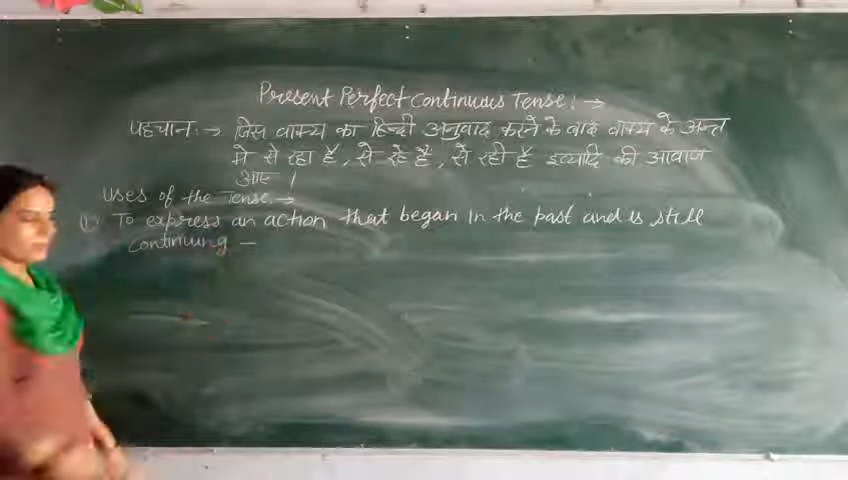 Present Perfect Continuous Tense : →
पहचान :→ जिस वाक्य का हिन्दी अनुवाद करने के बाद वाक्य के अन्त
मे से रहा है, से रहे हैं, से रही है इत्यादि की आवाज
आए ।
Uses of the Tense →
(1) To express an action that began in the past and is still
continuing —